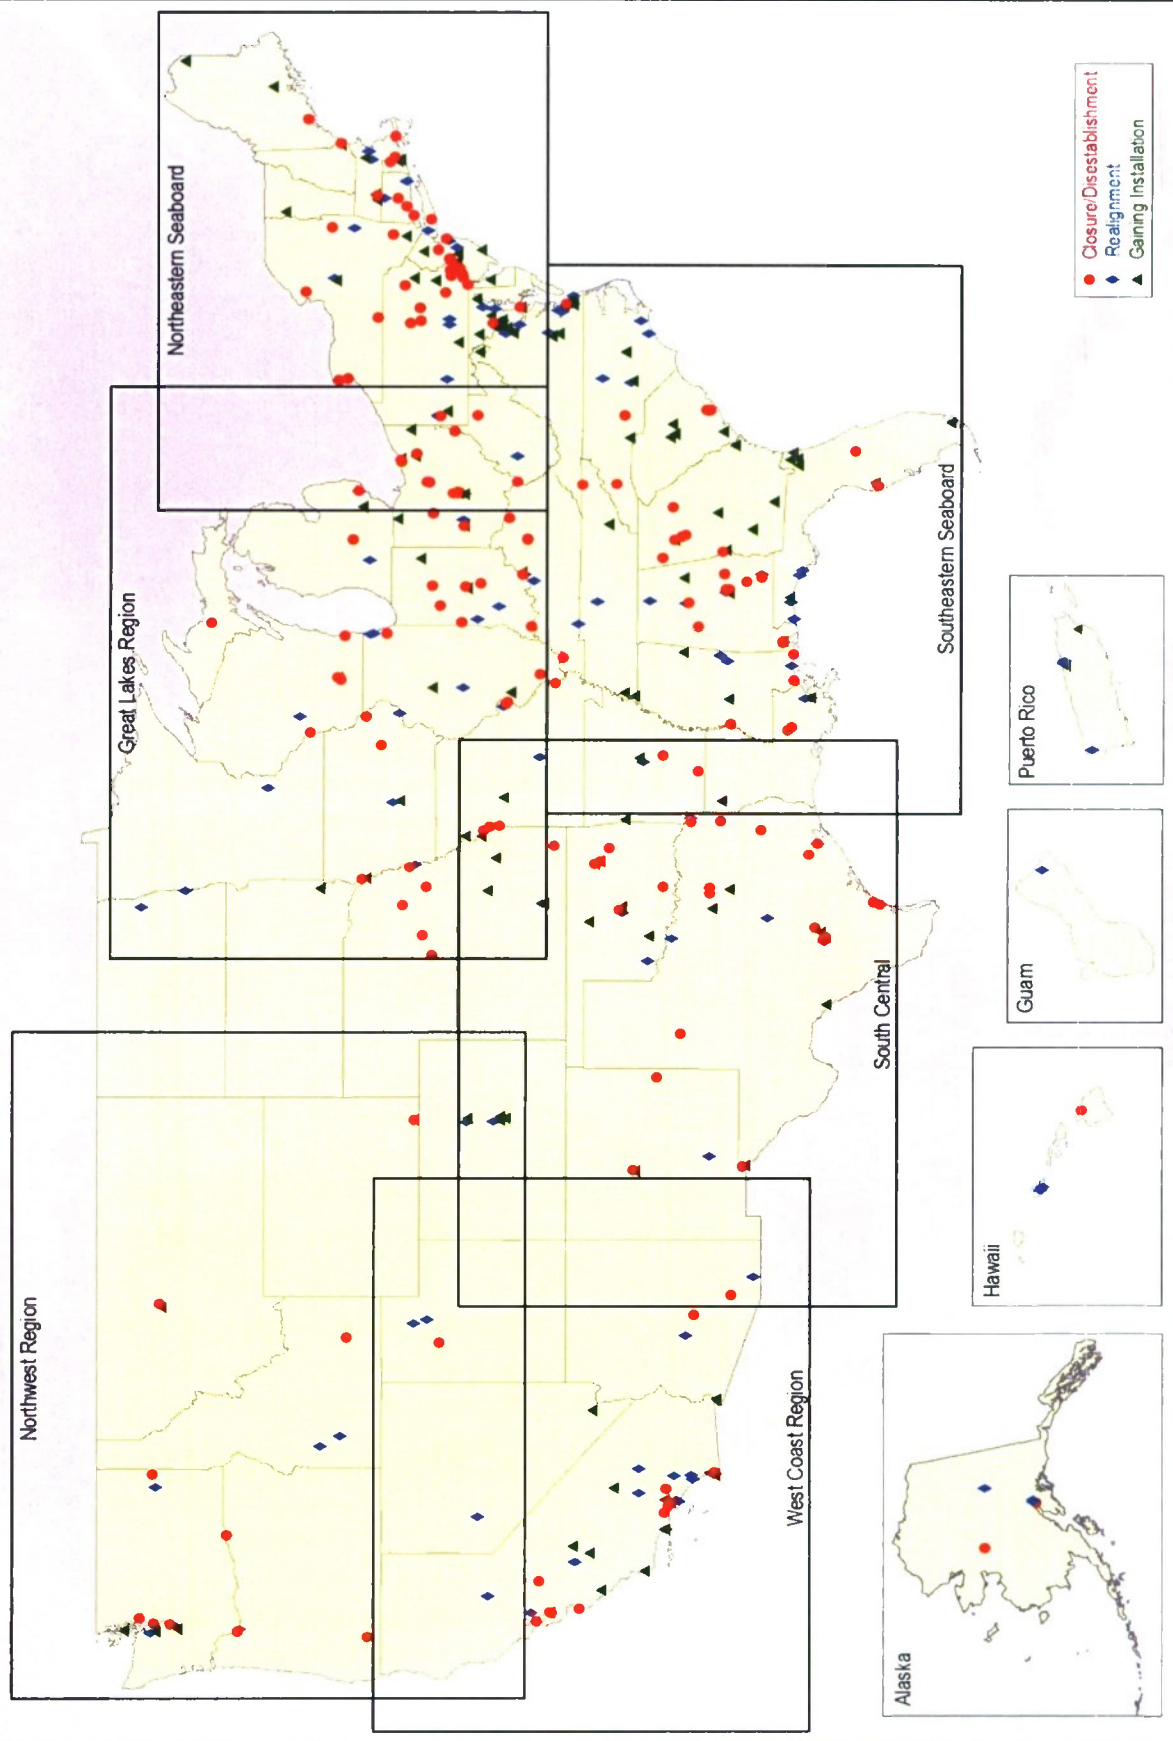 Northwest Region
Great Lakes Region
Northeastern Seaboard
West Coast Region
South Central
Southeastern Seaboard
Alaska
Hawaii
Guam
Puerto Rico
Closure/Disestablishment
Realignment
Gaining Installation